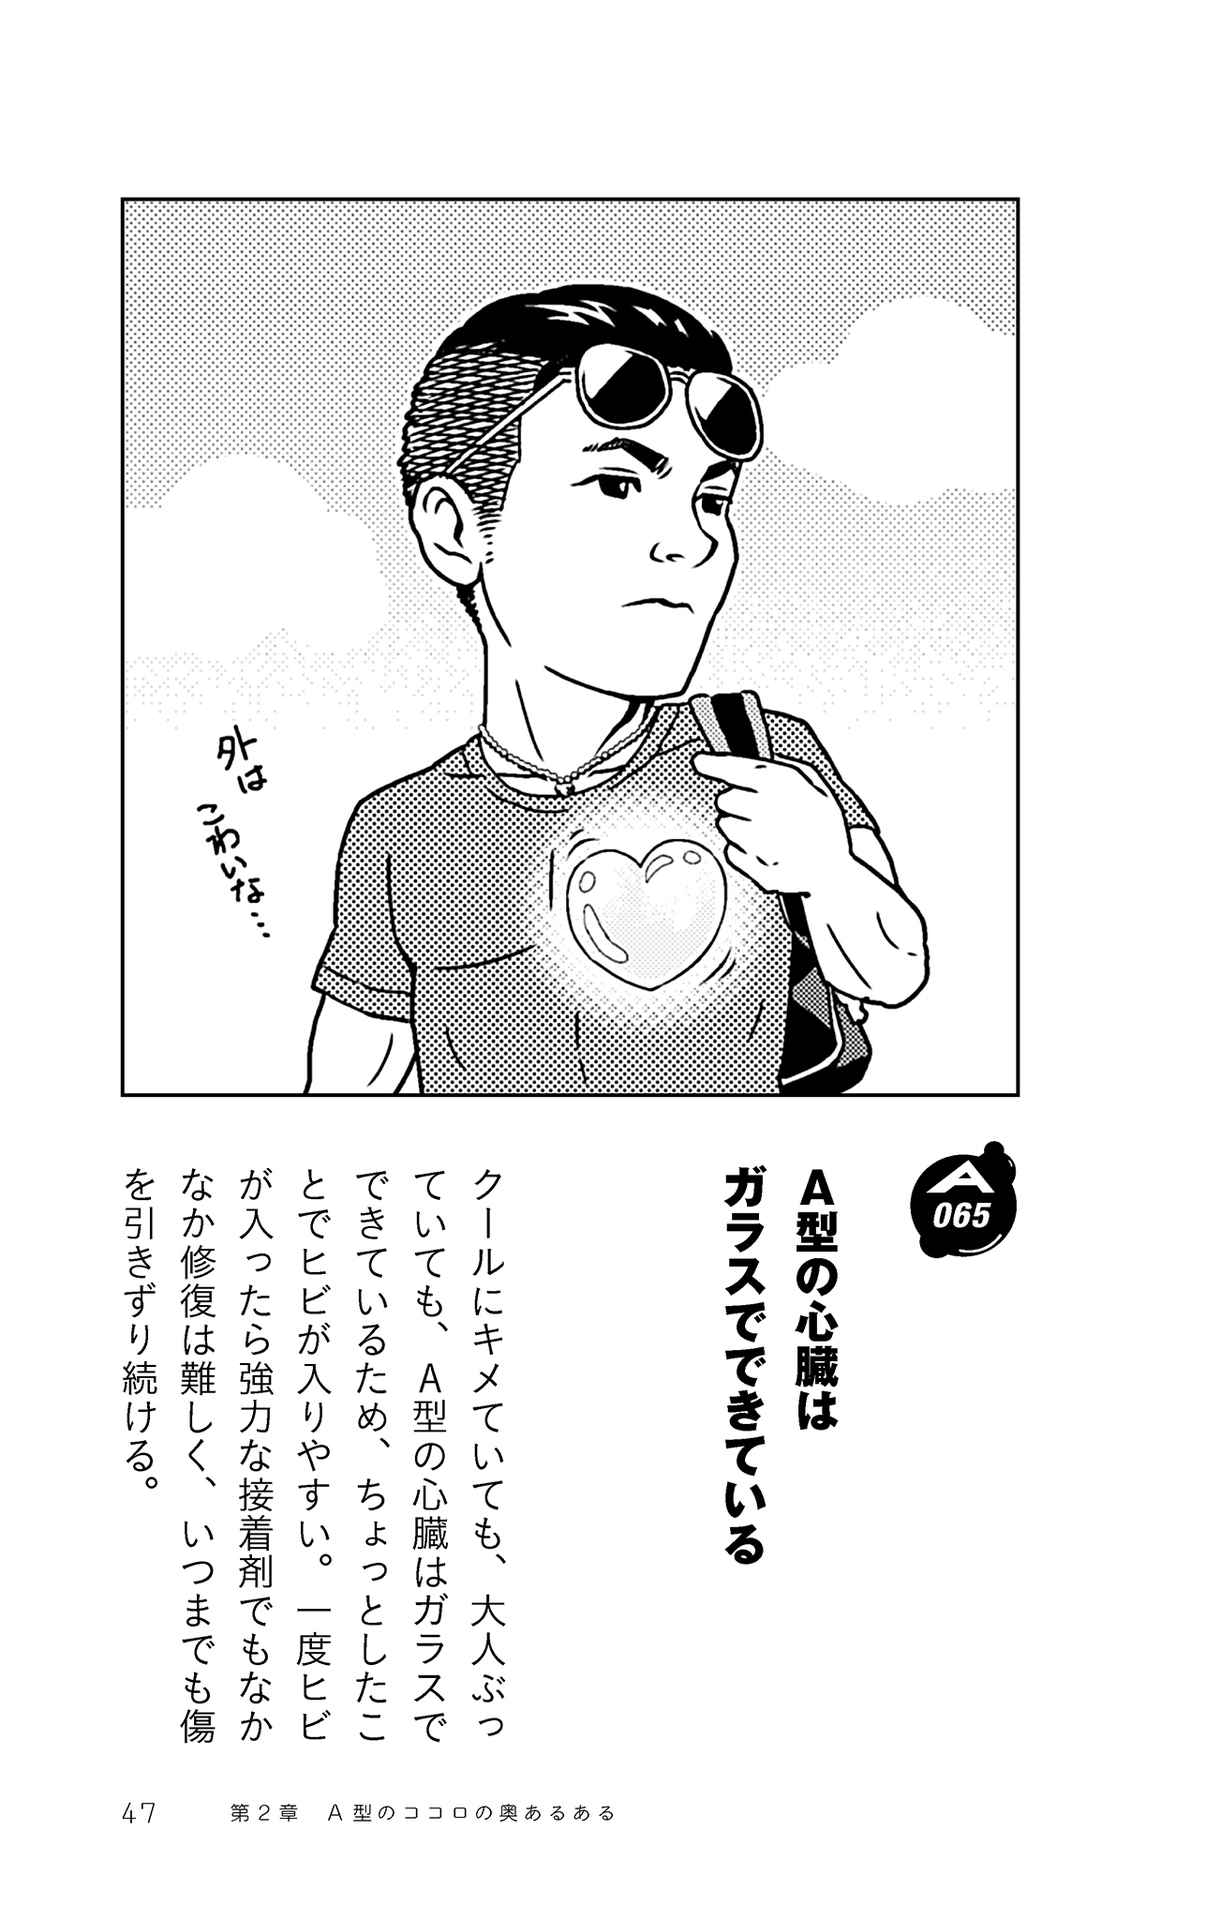 外は
こわいな…
A
065
A型の心臓は
ガラスでできている
クールにキメていても、大人ぶっ
ていても、A型の心臓はガラスで
できているため、ちょっとしたこ
とでヒビが入りやすい。一度ヒビ
が入ったら強力な接着剤でもなか
なか修復は難しく、いつまでも傷
を引きずり続ける。
47 第2章 A型のココロの奥あるある